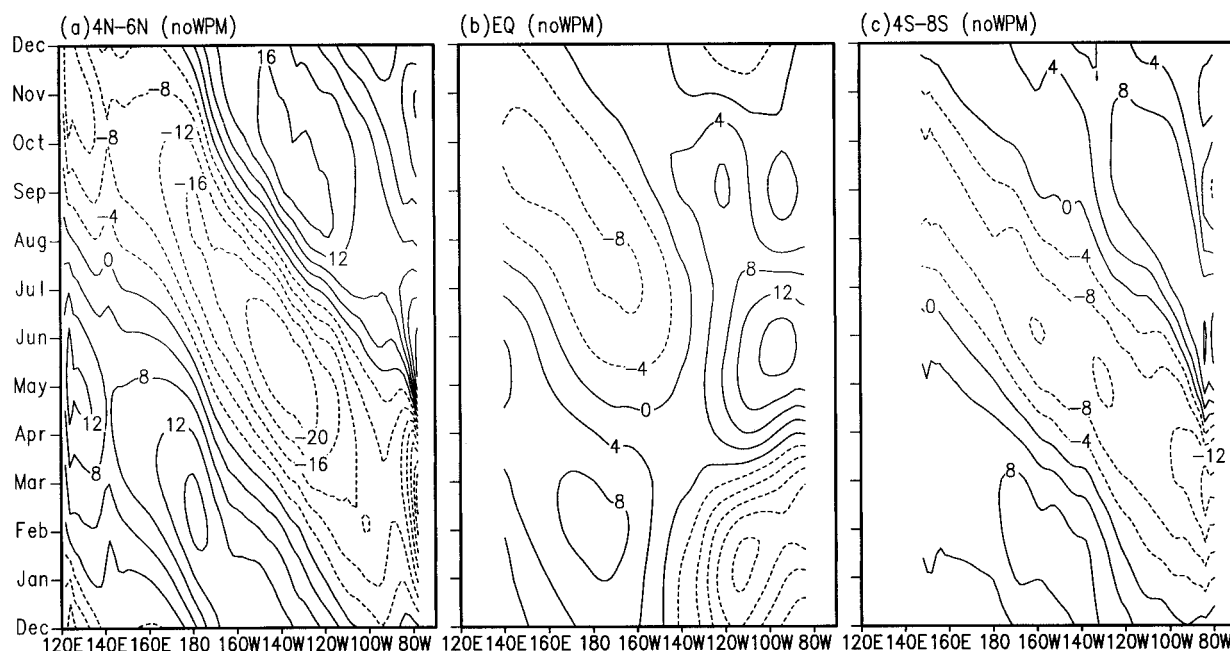 (a)4N-6N (noWPM)
(b)EQ (noWPM)
(c)4S-8S (noWPM)
Dec
Nov
Oct
Sep
Aug
Jul
Jun
May
Apr
Mar
Feb
Jan
Dec
16
-8
-8
-12
-16
-4
0
12
8
12
12
8
-20
-16
4
-8
8
12
-4
0
4
8
4
4
8
0
-4
-8
0
-8
-4
-12
8
120E 140E 160E 180 160W 140W 120W 100W 80W
120E 140E 160E 180 160W 140W 120W 100W 80W
120E 140E 160E 180 160W 140W 120W 100W 80W